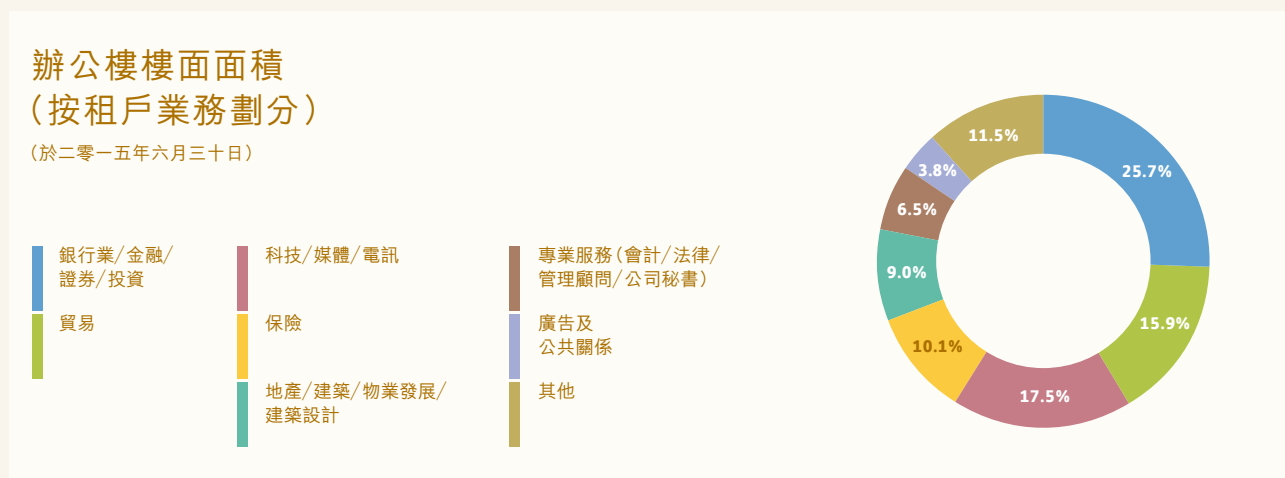 辦公樓樓面面積
（按租戶業務劃分）
（於二零一五年六月三十日）
銀行業/金融/
證券/投資
貿易
科技/媒體/電訊
保險
地產/建築/物業發展/
建築設計
專業服務（會計/法律/
管理顧問/公司秘書）
廣告及
公共關係
其他
25.7%
15.9%
17.5%
10.1%
9.0%
6.5%
3.8%
11.5%